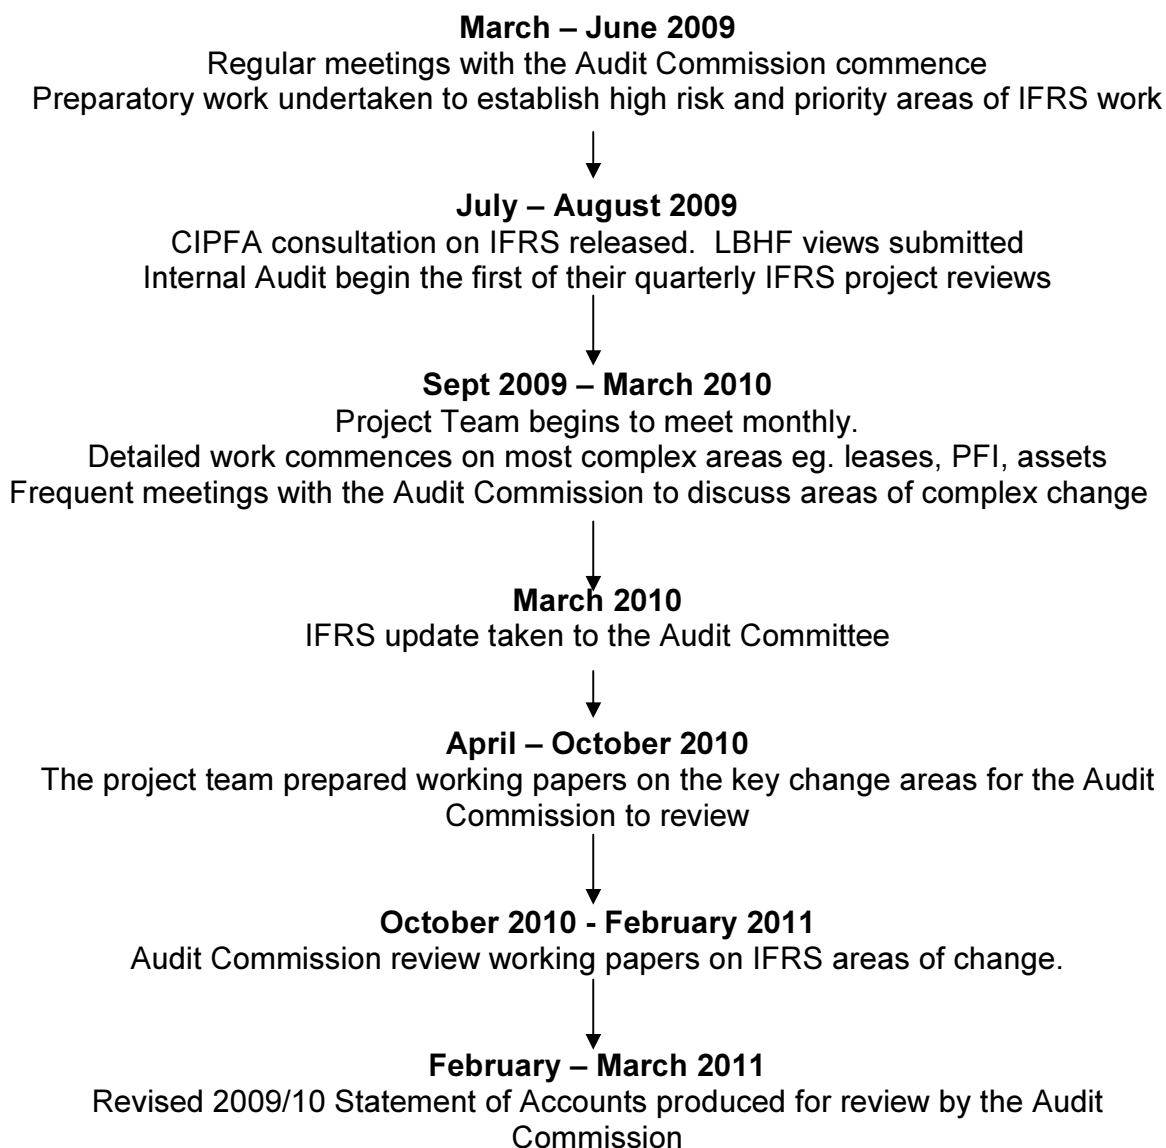 March – June 2009
Regular meetings with the Audit Commission commence
Preparatory work undertaken to establish high risk and priority areas of IFRS work
July – August 2009
CIPFA consultation on IFRS released.  LBHF views submitted
Internal Audit begin the first of their quarterly IFRS project reviews
Sept 2009 – March 2010
Project Team begins to meet monthly.
Detailed work commences on most complex areas eg. leases, PFI, assets
Frequent meetings with the Audit Commission to discuss areas of complex change
March 2010
IFRS update taken to the Audit Committee
April – October 2010
The project team prepared working papers on the key change areas for the Audit
Commission to review
October 2010 - February 2011
Audit Commission review working papers on IFRS areas of change.
February – March 2011
Revised 2009/10 Statement of Accounts produced for review by the Audit
Commission